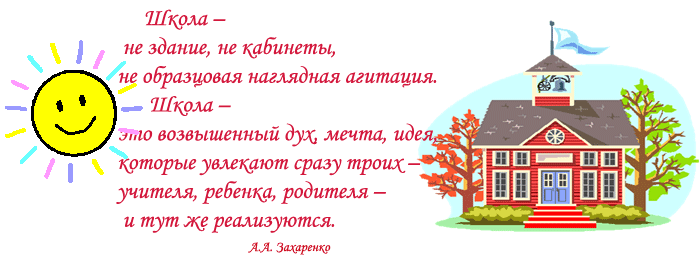 Школа –
не здание, не кабинеты,
не образцовая наглядная агитация.
Школа –
это возвышенный дух, мечта, идея,
которые увлекают сразу троих –
учителя, ребенка, родителя –
и тут же реализуются.
А.А. Захаренко